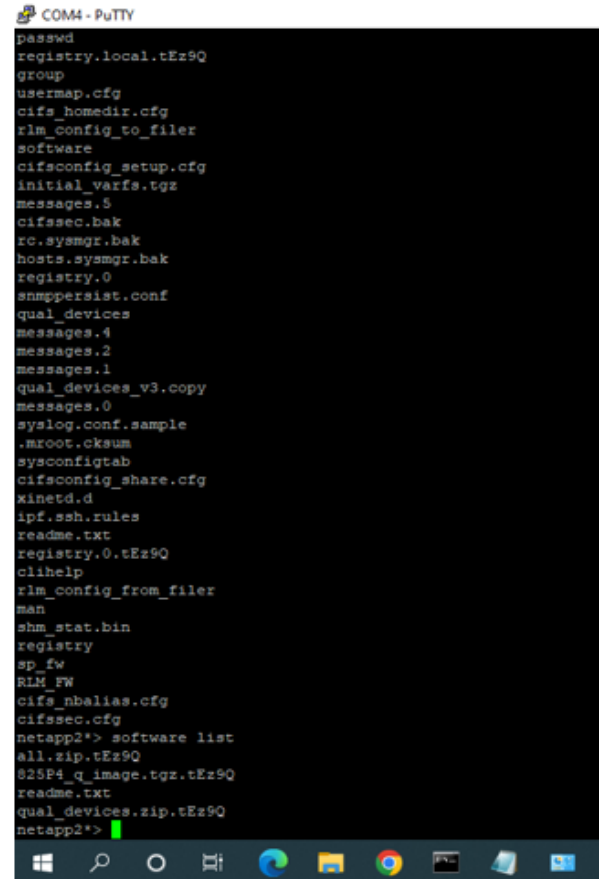 COM4 - PuTTY
passwd
registry.local.tEz9Q
group
usermap.cfg
cifs_homedir.cfg
rlm_config_to_filer
software
cifsconfig_setup.cfg
initial_varfs.tgz
messages.5
cifssec.bak
rc.sysmgr.bak
hosts.sysmgr.bak
registry.0
snmppersist.conf
qual_devices
messages.4
messages.2
messages.1
qual_devices_v3.copy
messages.0
syslog.conf.sample
.mroot.cksum
sysconfigtab
cifsconfig_share.cfg
xinetd.d
ipf.ssh.rules
readme.txt
registry.0.tEz9Q
clihelp
rlm_config_from_filer
man
shm_stat.bin
registry
sp_fw
RLM_FW
cifs_nbalias.cfg
cifssec.cfg
netapp2*> software list
all.zip.tEz9Q
825P4_q_image.tgz.tEz9Q
readme.txt
qual_devices.zip.tEz9Q
netapp2*>